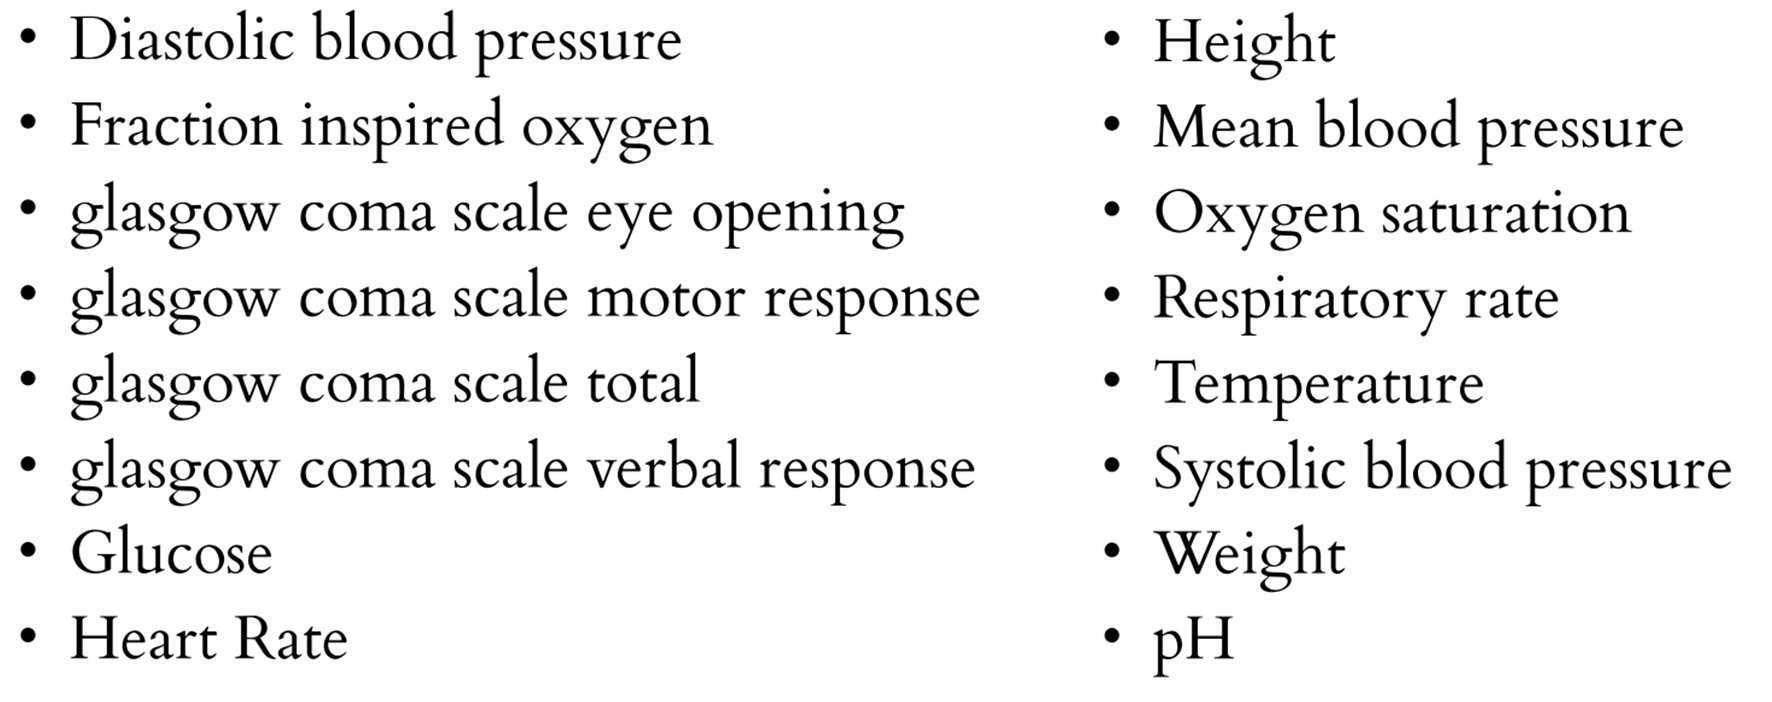 • Diastolic blood pressure
• Fraction inspired oxygen
• glasgow coma scale eye opening
• glasgow coma scale motor response
• glasgow coma scale total
• glasgow coma scale verbal response
• Glucose
• Heart Rate
• Height
• Mean blood pressure
• Oxygen saturation
• Respiratory rate
• Temperature
• Systolic blood pressure
• Weight
• pH